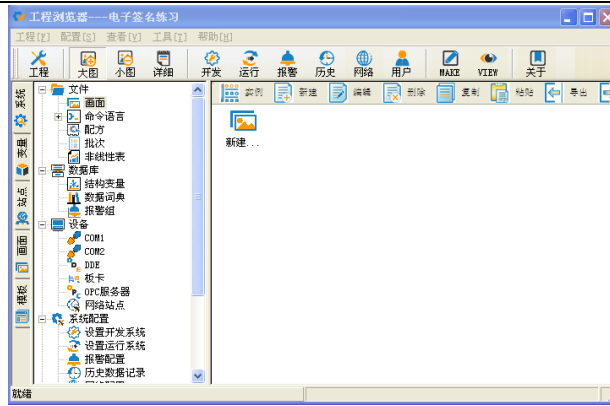 工程浏览器---电子签名练习
工程[F] 配置[S] 查看[V] 工具[T] 帮助[H]
工程 大图 小图 详细 开发 运行 报警 历史 网络 用户 MAKE VIEW 关于
系统
变量
站点
画面
模板
文件
画面
命令语言
配方
批次
非线性表
数据库
结构变量
数据词典
报警组
设备
COM1
COM2
DDE
板卡
OPC服务器
网络站点
系统配置
设置开发系统
设置运行系统
报警配置
历史数据记录
实例 新建 编辑 删除 复制 粘贴 导出
新建...
就绪